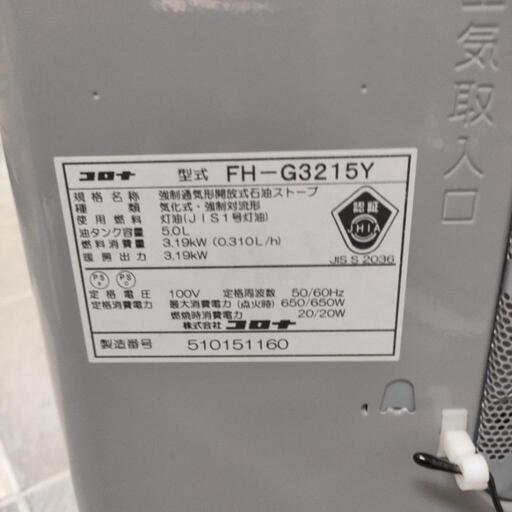 空気取入口
コロナ 型式 FH-G3215Y
規格名称 強制通気形開放式石油ストーブ
種類 気化式・強制対流形
使用燃料 灯油(JIS1号灯油)
油タンク容量 5.0L
燃料消費量 3.19kW (0.310L/h)
暖房出力 3.19kW
認証
JHIA
JIS S 2036
PSE PSC
定格電圧 100V 定格周波数 50/60Hz
定格消費電力 最大消費電力 (点火時) 650/650W
燃焼時消費電力 20/20W
株式会社 コロナ
製造番号 510151160